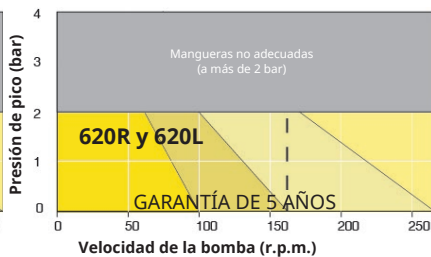 4
3
2
1
0
Presión de pico (bar)
Mangueras no adecuadas
(a más de 2 bar)
620R y 620L
GARANTÍA DE 5 AÑOS
0 50 100 150 200 250
Velocidad de la bomba (r.p.m.)